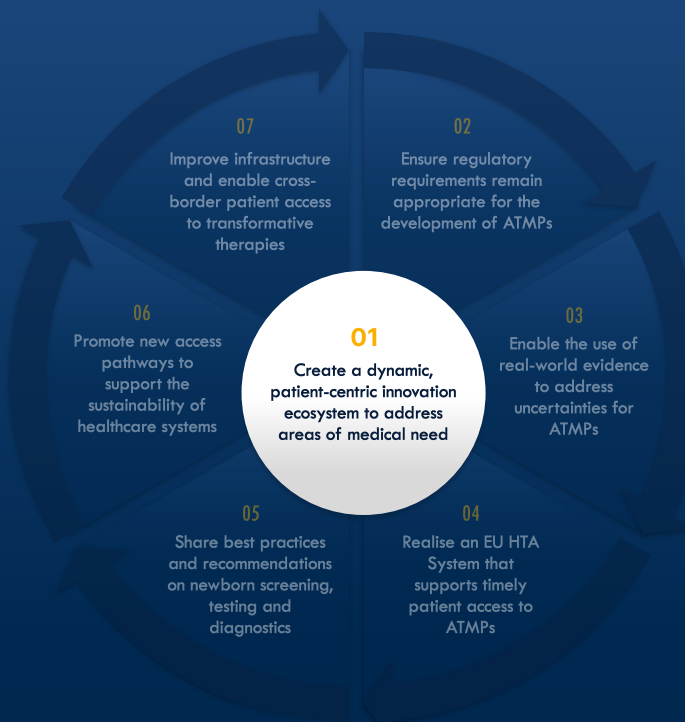 01
Create a dynamic,
patient-centric innovation
ecosystem to address
areas of medical need
02
Ensure regulatory
requirements remain
appropriate for the
development of ATMPs
03
Enable the use of
real-world evidence
to address
uncertainties for
ATMPs
04
Realise an EU HTA
System that
supports timely
patient access to
ATMPs
05
Share best practices
and recommendations
on newborn screening,
testing and
diagnostics
06
Promote new access
pathways to
support the
sustainability of
healthcare systems
07
Improve infrastructure
and enable cross-
border patient access
to transformative
therapies